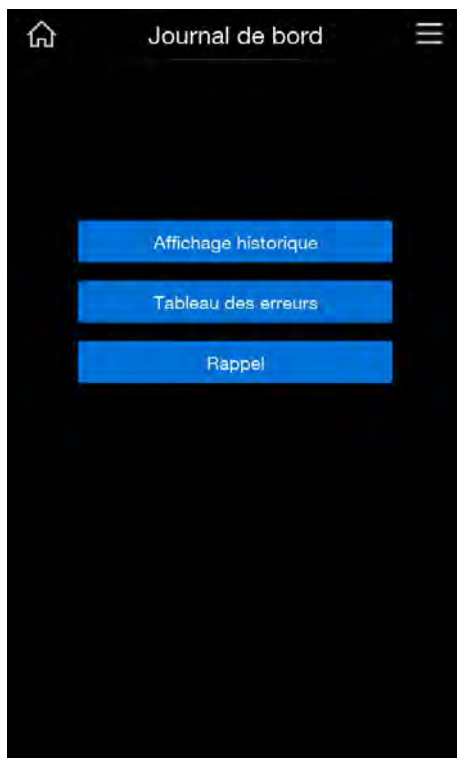 Journal de bord
Affichage historique
Tableau des erreurs
Rappel